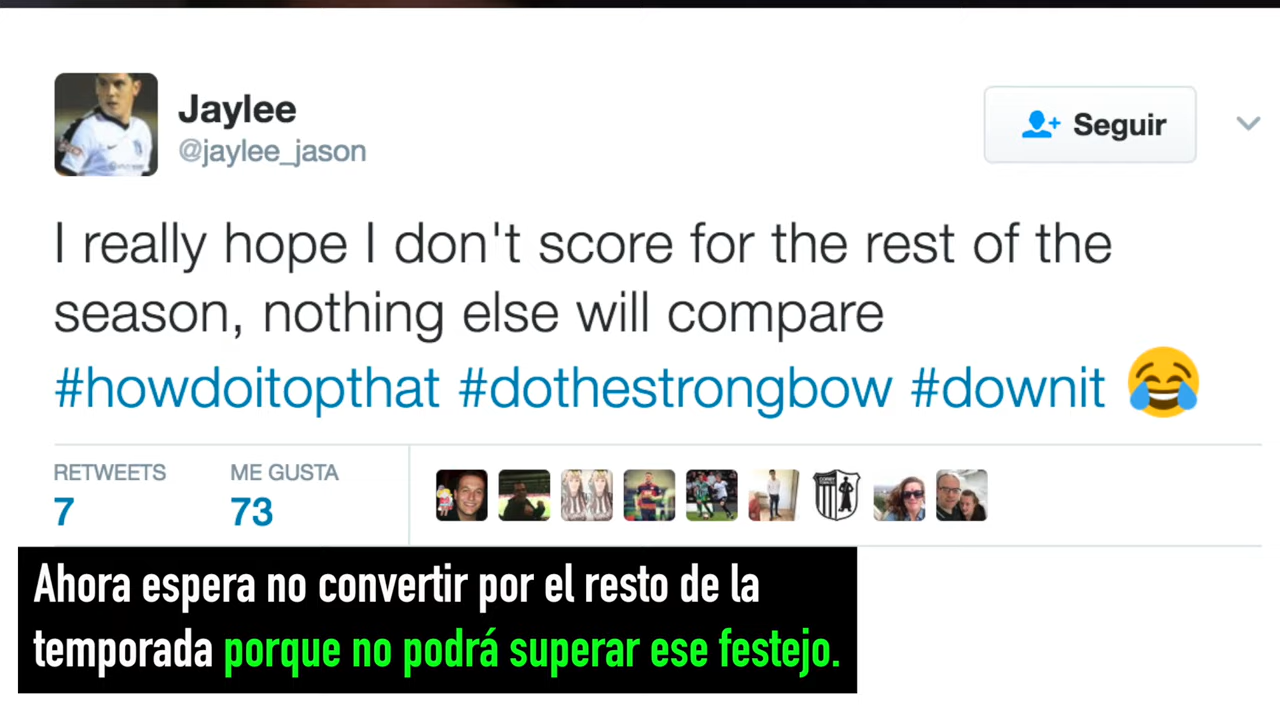 Jaylee
@jaylee_jason
Seguir
I really hope I don't score for the rest of the
season, nothing else will compare
#howdoitopthat #dothestrongbow #downit 😂
RETWEETS
ME GUSTA
7
73
Ahora espera no convertir por el resto de la
temporada porque no podrá superar ese festejo.